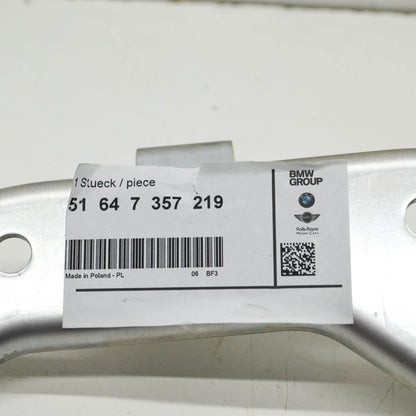 1 Stueck / piece
51 64 7 357 219
Made in Poland - PL 06 BF3
BMW
GROUP
Rolls-Royce
Motor Cars